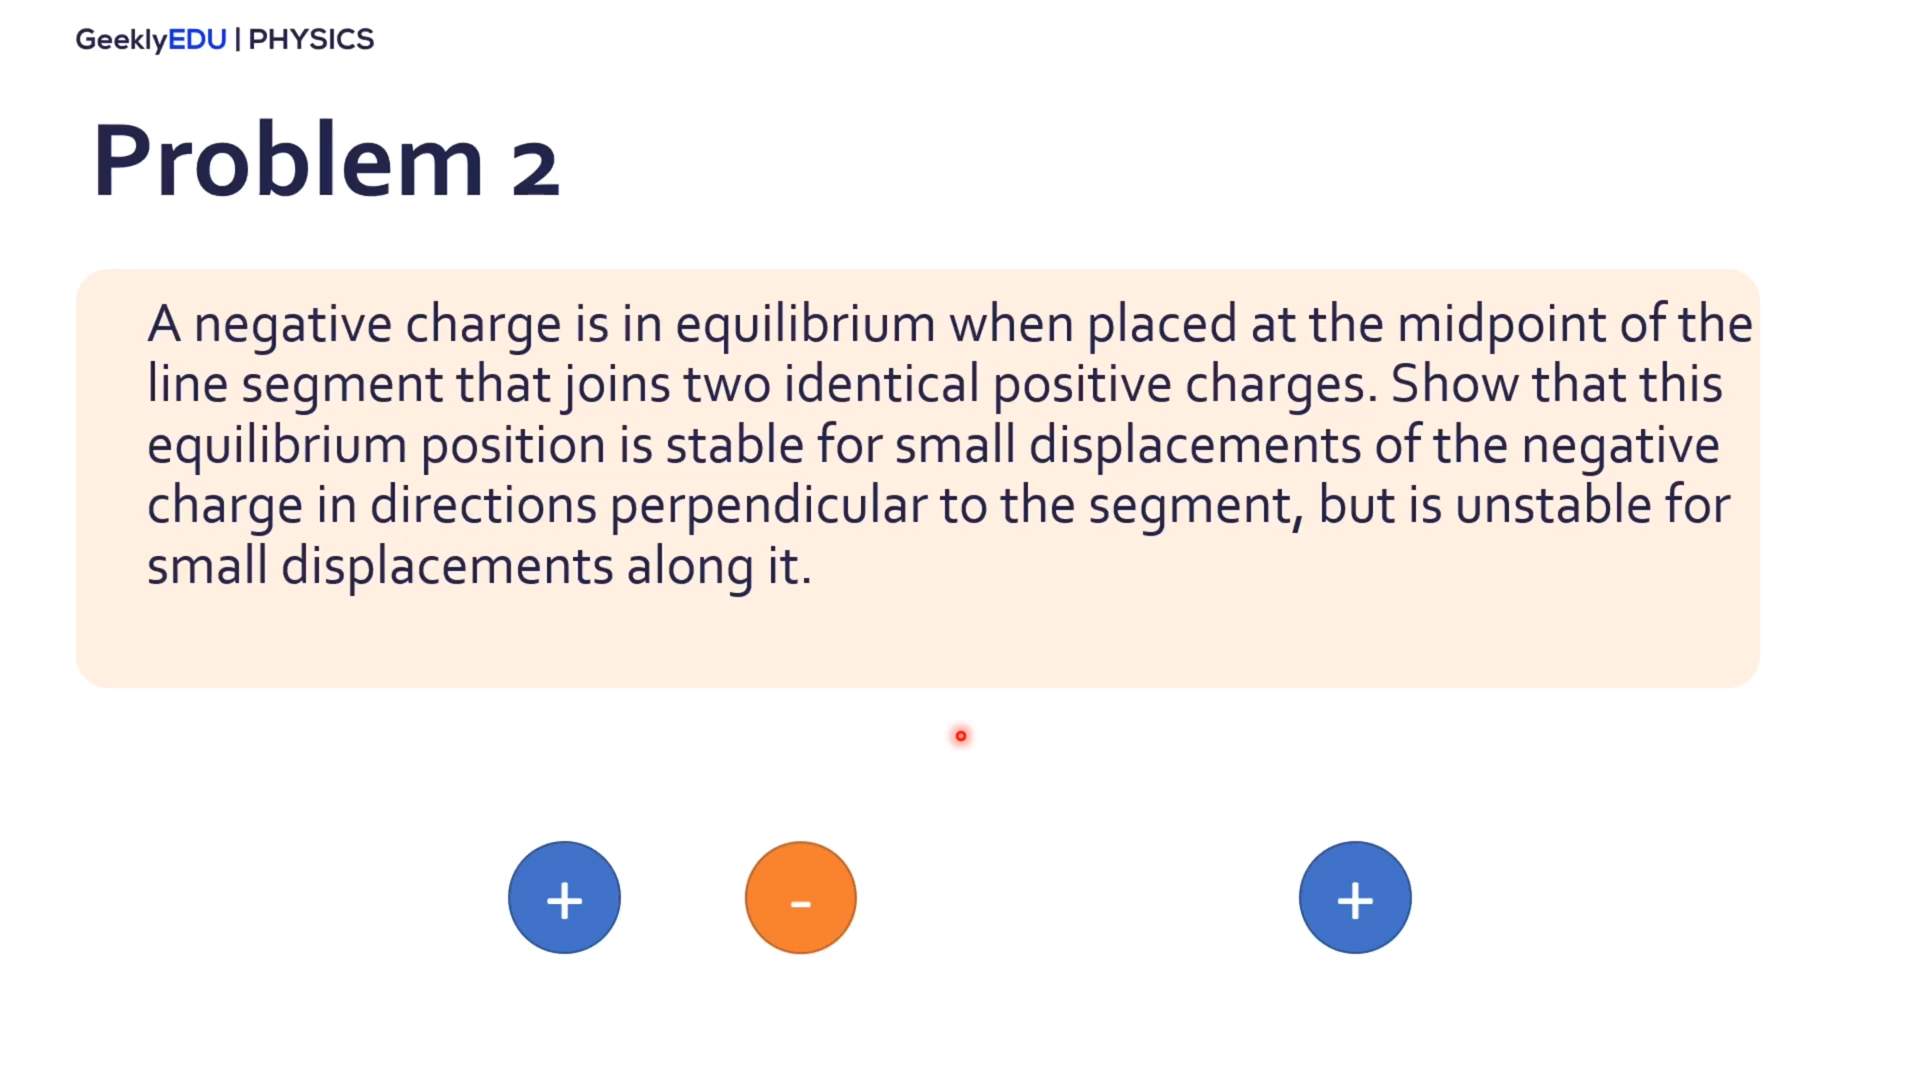 GeeklyEDU | PHYSICS
Problem 2
A negative charge is in equilibrium when placed at the midpoint of the
line segment that joins two identical positive charges. Show that this
equilibrium position is stable for small displacements of the negative
charge in directions perpendicular to the segment, but is unstable for
small displacements along it.
+ - +